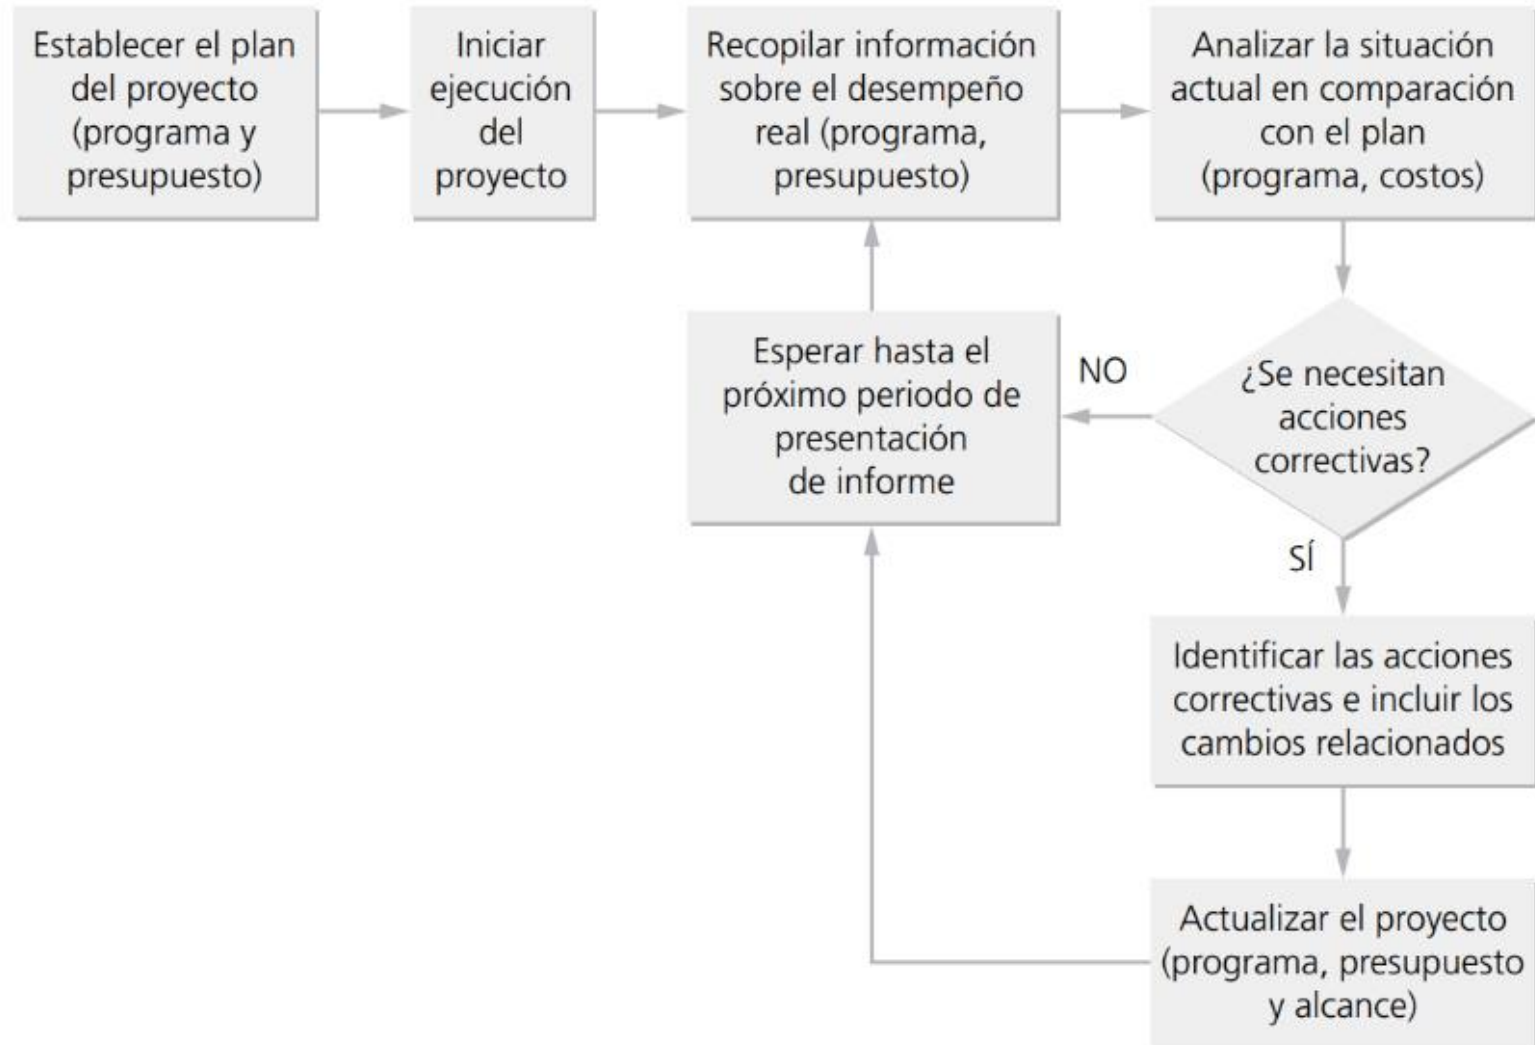 Establecer el plan
del proyecto
(programa y
presupuesto)
Iniciar
ejecución
del
proyecto
Recopilar información
sobre el desempeño
real (programa,
presupuesto)
Analizar la situación
actual en comparación
con el plan
(programa, costos)
Esperar hasta el
próximo periodo de
presentación
de informe
NO
¿Se necesitan
acciones
correctivas?
SÍ
Identificar las acciones
correctivas e incluir los
cambios relacionados
Actualizar el proyecto
(programa, presupuesto
y alcance)